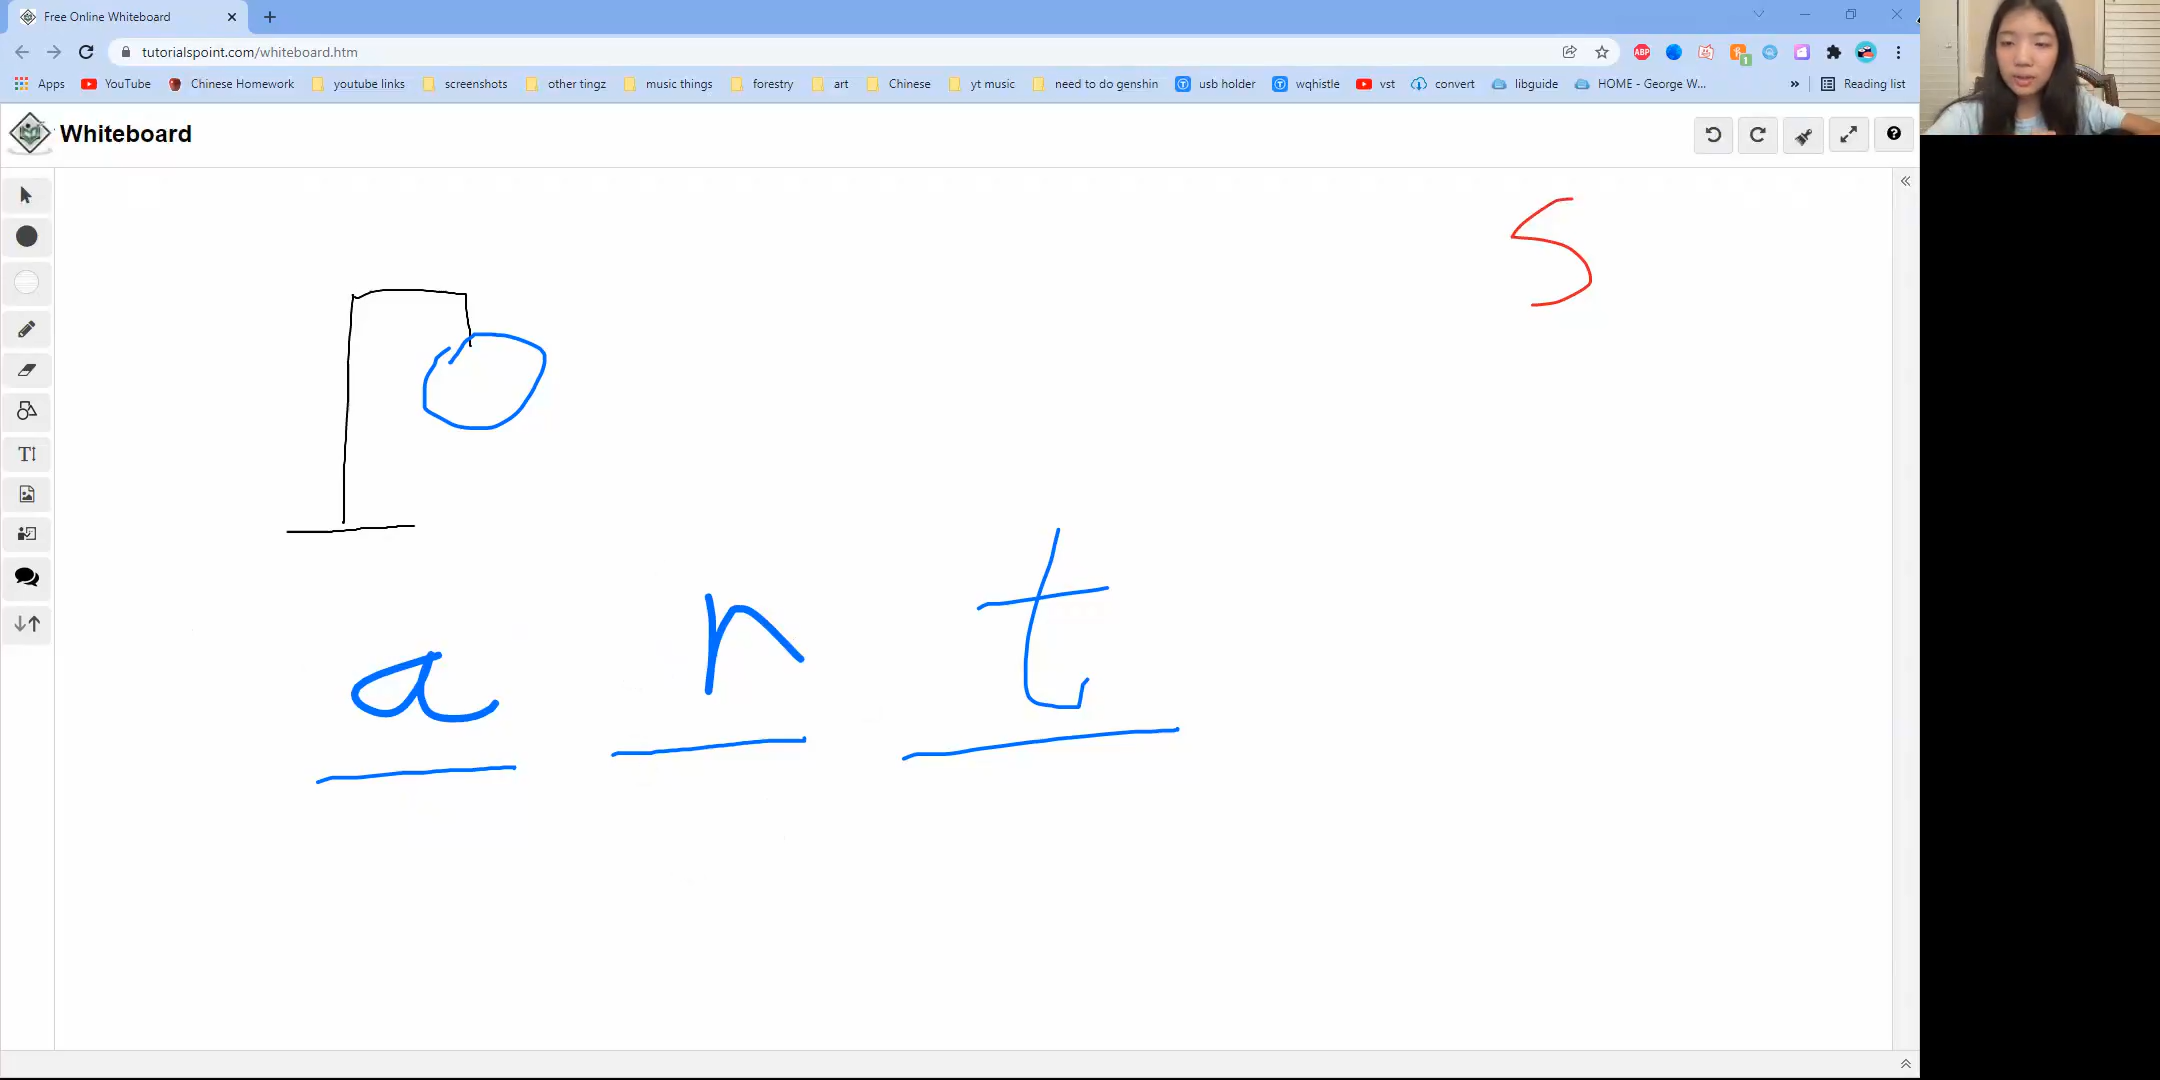 Free Online Whiteboard
tutorialspoint.com/whiteboard.htm
ABP
1
Apps YouTube Chinese Homework youtube links screenshots other tingz music things forestry art Chinese yt music need to do genshin usb holder wqhistle vst convert libguide HOME - George W... » Reading list
Whiteboard
S
T
a n t